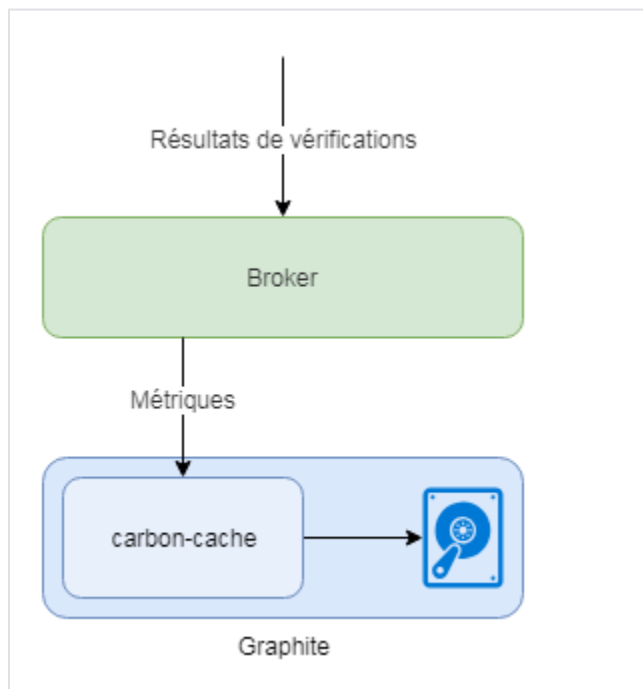 Résultats de vérifications
Broker
Métriques
carbon-cache
Graphite